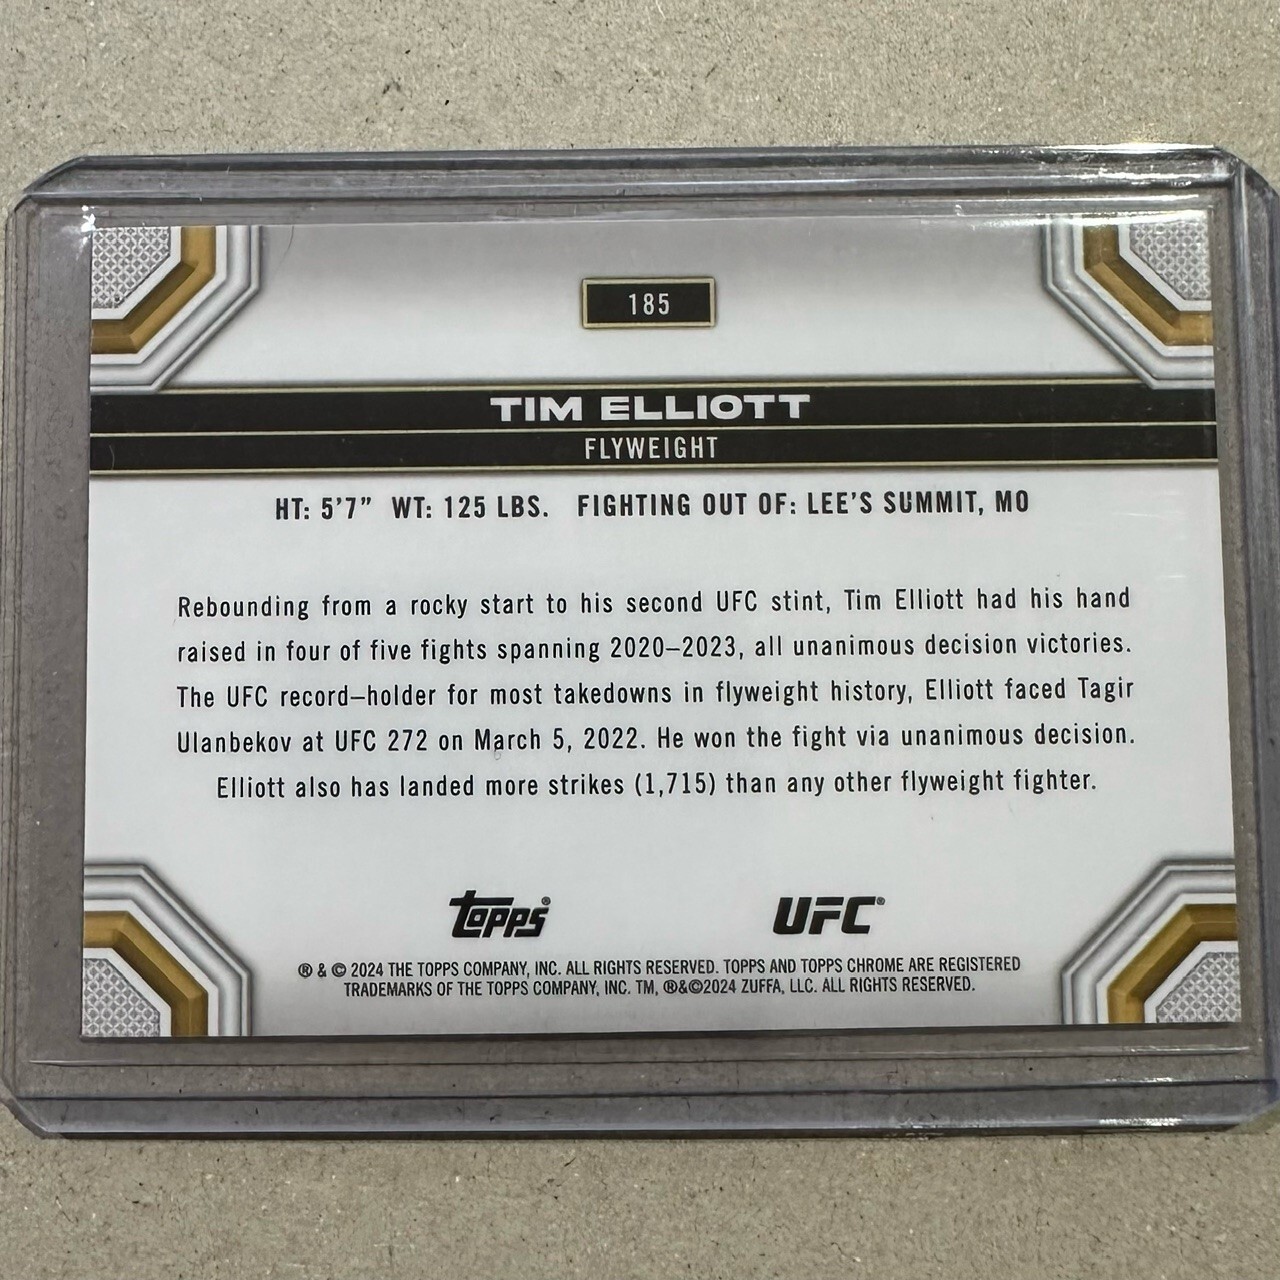 185
TIM ELLIOTT
FLYWEIGHT
HT: 5'7" WT: 125 LBS. FIGHTING OUT OF: LEE'S SUMMIT, MO
Rebounding from a rocky start to his second UFC stint, Tim Elliott had his hand
raised in four of five fights spanning 2020–2023, all unanimous decision victories.
The UFC record–holder for most takedowns in flyweight history, Elliott faced Tagir
Ulanbekov at UFC 272 on March 5, 2022. He won the fight via unanimous decision.
Elliott also has landed more strikes (1,715) than any other flyweight fighter.
topps® UFC®
® & © 2024 THE TOPPS COMPANY, INC. ALL RIGHTS RESERVED. TOPPS AND TOPPS CHROME ARE REGISTERED
TRADEMARKS OF THE TOPPS COMPANY, INC. TM, ®&©2024 ZUFFA, LLC. ALL RIGHTS RESERVED.